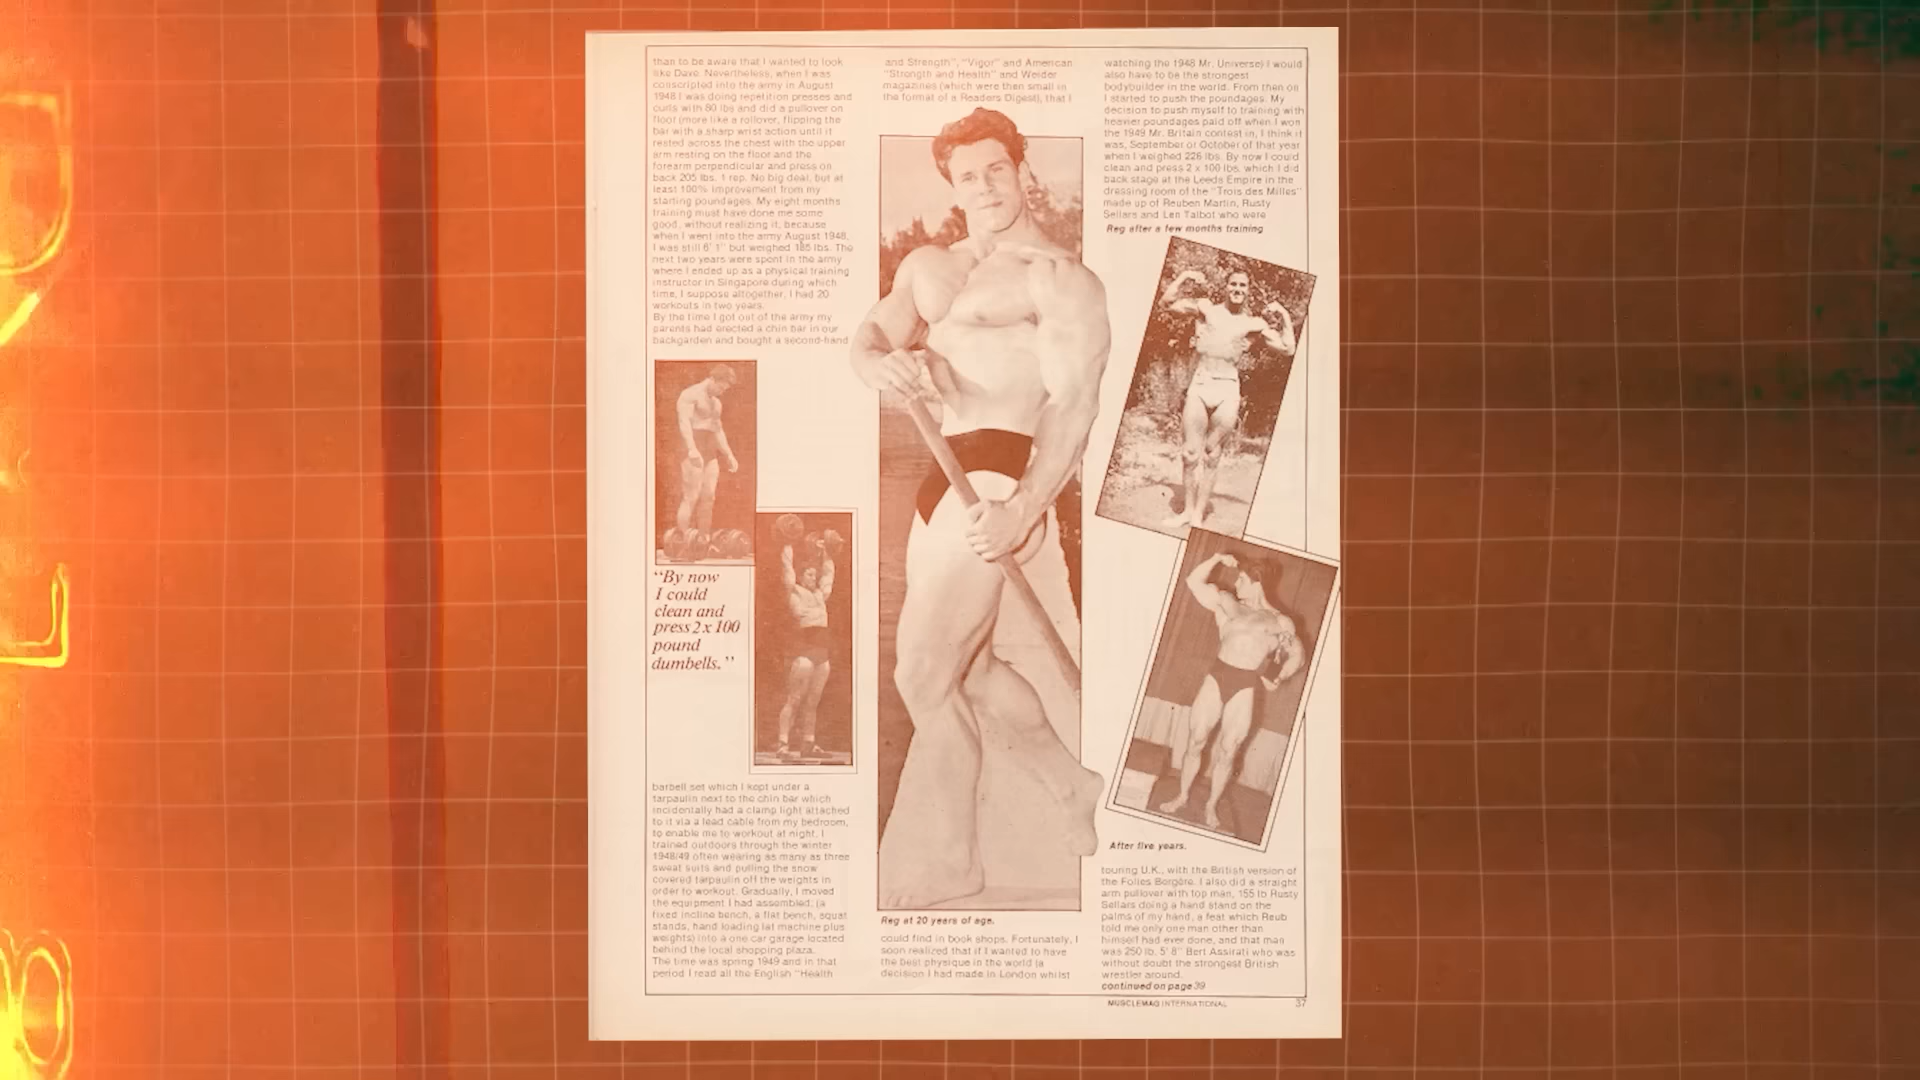 than to be aware that I wanted to look
like Dave. Nevertheless, when I was
conscripted into the army in August
1948 I was doing repetition presses and
curls with 80 lbs and did a pullover on
floor (more like a rollover, flipping the
bar with a sharp wrist action until it
rested across the chest with the upper
arm resting on the floor and the
forearm perpendicular and press on
back 205 lbs. 1 rep. No big deal, but at
least 100% improvement from my
starting poundages. My eight months
training must have done me some
good, without realizing it, because
when I went into the army August 1948,
I was still 6' 1" but weighed 185 lbs. The
next two years were spent in the army
where I ended up as a physical training
instructor in Singapore during which
time, I suppose altogether, I had 20
workouts in two years.
By the time I got out of the army my
parents had erected a chin bar in our
backgarden and bought a second-hand
"By now
I could
clean and
press 2 x 100
pound
dumbells."
barbell set which I kept under a
tarpaulin next to the chin bar which
incidentally had a clamp light attached
to it via a lead cable from my bedroom,
to enable me to workout at night. I
trained outdoors through the winter
1948/49 often wearing as many as three
sweat suits and pulling the snow
covered tarpaulin off the weights in
order to workout. Gradually, I moved
the equipment I had assembled: (a
fixed incline bench, a flat bench, squat
stands, hand loading lat machine plus
weights) into a one car garage located
behind the local shopping plaza.
The time was spring 1949 and in that
period I read all the English "Health
and Strength", "Vigor" and American
"Strength and Health" and Weider
magazines (which were then small in
the format of a Readers Digest), that I
Reg at 20 years of age.
could find in book shops. Fortunately, I
soon realized that if I wanted to have
the best physique in the world (a
decision I had made in London whilst
watching the 1948 Mr. Universe) I would
also have to be the strongest
bodybuilder in the world. From then on
I started to push the poundages. My
decision to push myself to training with
heavier poundages paid off when I won
the 1949 Mr. Britain contest in, I think it
was, September or October of that year
when I weighed 226 lbs. By now I could
clean and press 2 x 100 lbs, which I did
back stage at the Leeds Empire in the
dressing room of the "Trois des Milles"
made up of Reuben Martin, Rusty
Sellars and Len Talbot who were
Reg after a few months training
After five years.
touring U.K., with the British version of
the Folies Bergère. I also did a straight
arm pullover with top man, 155 lb Rusty
Sellars doing a hand stand on the
palms of my hand, a feat which Reub
told me only one man other than
himself had ever done, and that man
was 250 lb. 5' 8" Bert Assirati who was
without doubt the strongest British
wrestler around.
continued on page 39
MUSCLEMAG INTERNATIONAL 37